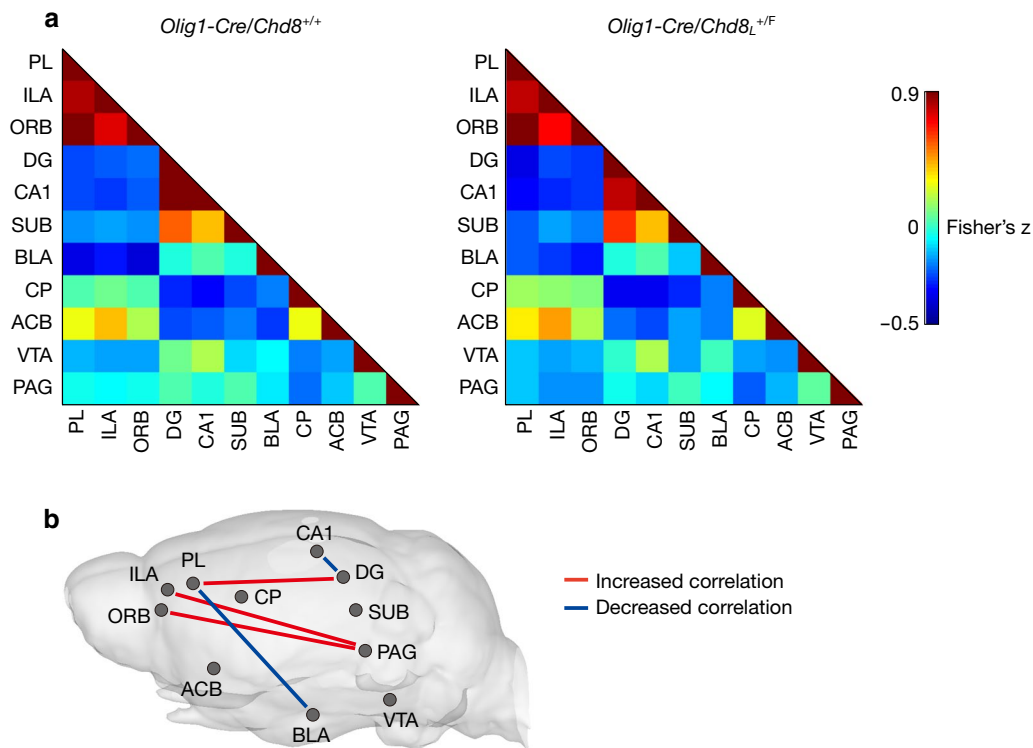 a
Olig1-Cre/Chd8+/+
Olig1-Cre/Chd8L+/F
PL
ILA
ORB
DG
CA1
SUB
BLA
CP
ACB
VTA
PAG
PL ILA ORB DG CA1 SUB BLA CP ACB VTA PAG
PL
ILA
ORB
DG
CA1
SUB
BLA
CP
ACB
VTA
PAG
PL ILA ORB DG CA1 SUB BLA CP ACB VTA PAG
0.9
0
−0.5
Fisher's z
b
CA1
PL
ILA
DG
CP
ORB
SUB
PAG
ACB
VTA
BLA
Increased correlation
Decreased correlation